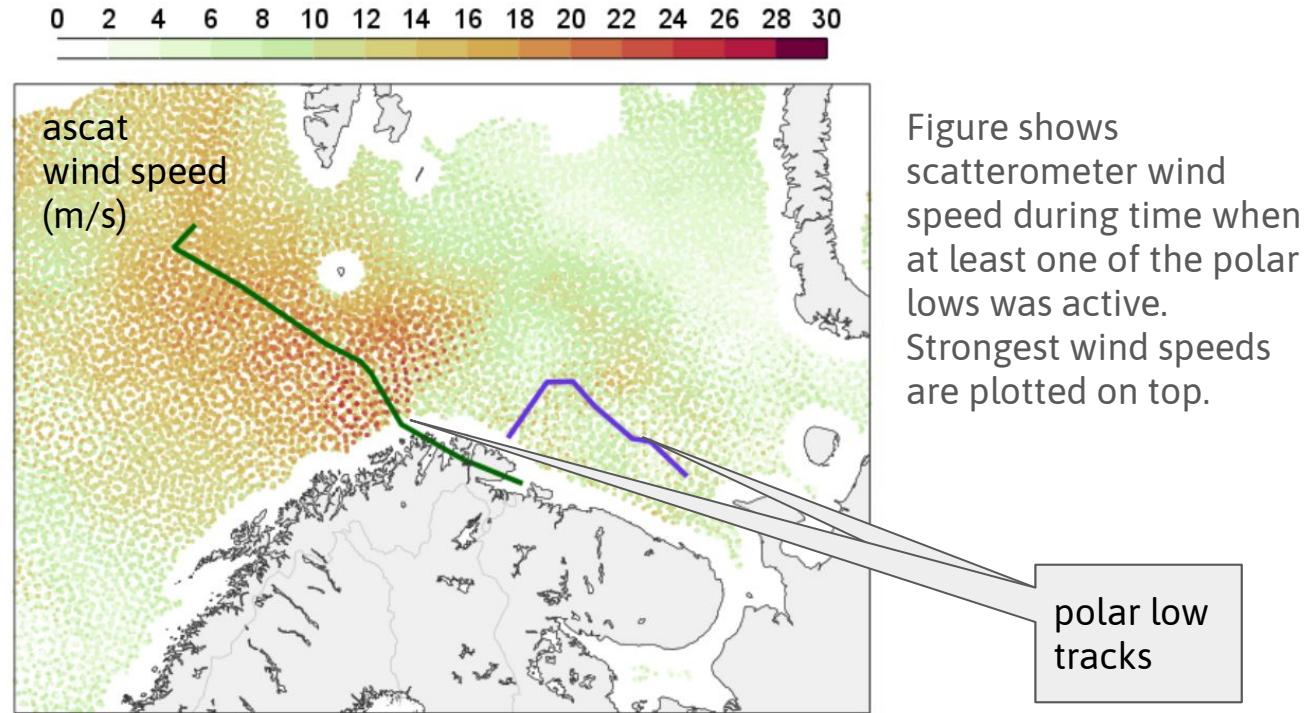 0 2 4 6 8 10 12 14 16 18 20 22 24 26 28 30
ascat
wind speed
(m/s)
Figure shows
scatterometer wind
speed during time when
at least one of the polar
lows was active.
Strongest wind speeds
are plotted on top.
polar low
tracks